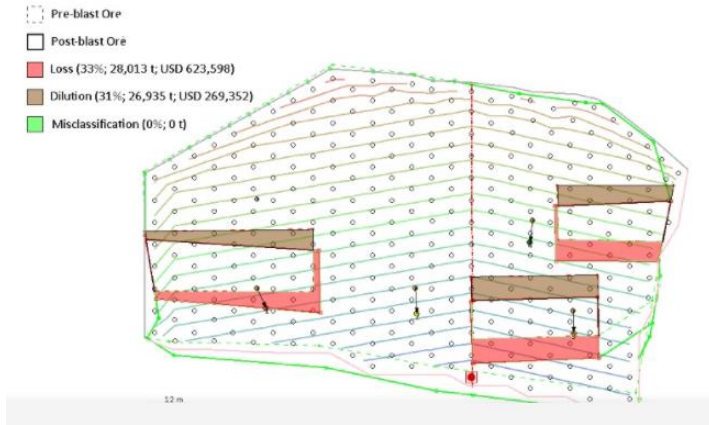 Pre-blast Ore
Post-blast Ore
Loss (33%; 28,013 t; USD 623,598)
Dilution (31%; 26,935 t; USD 269,352)
Misclassification (0%; 0 t)
12 m